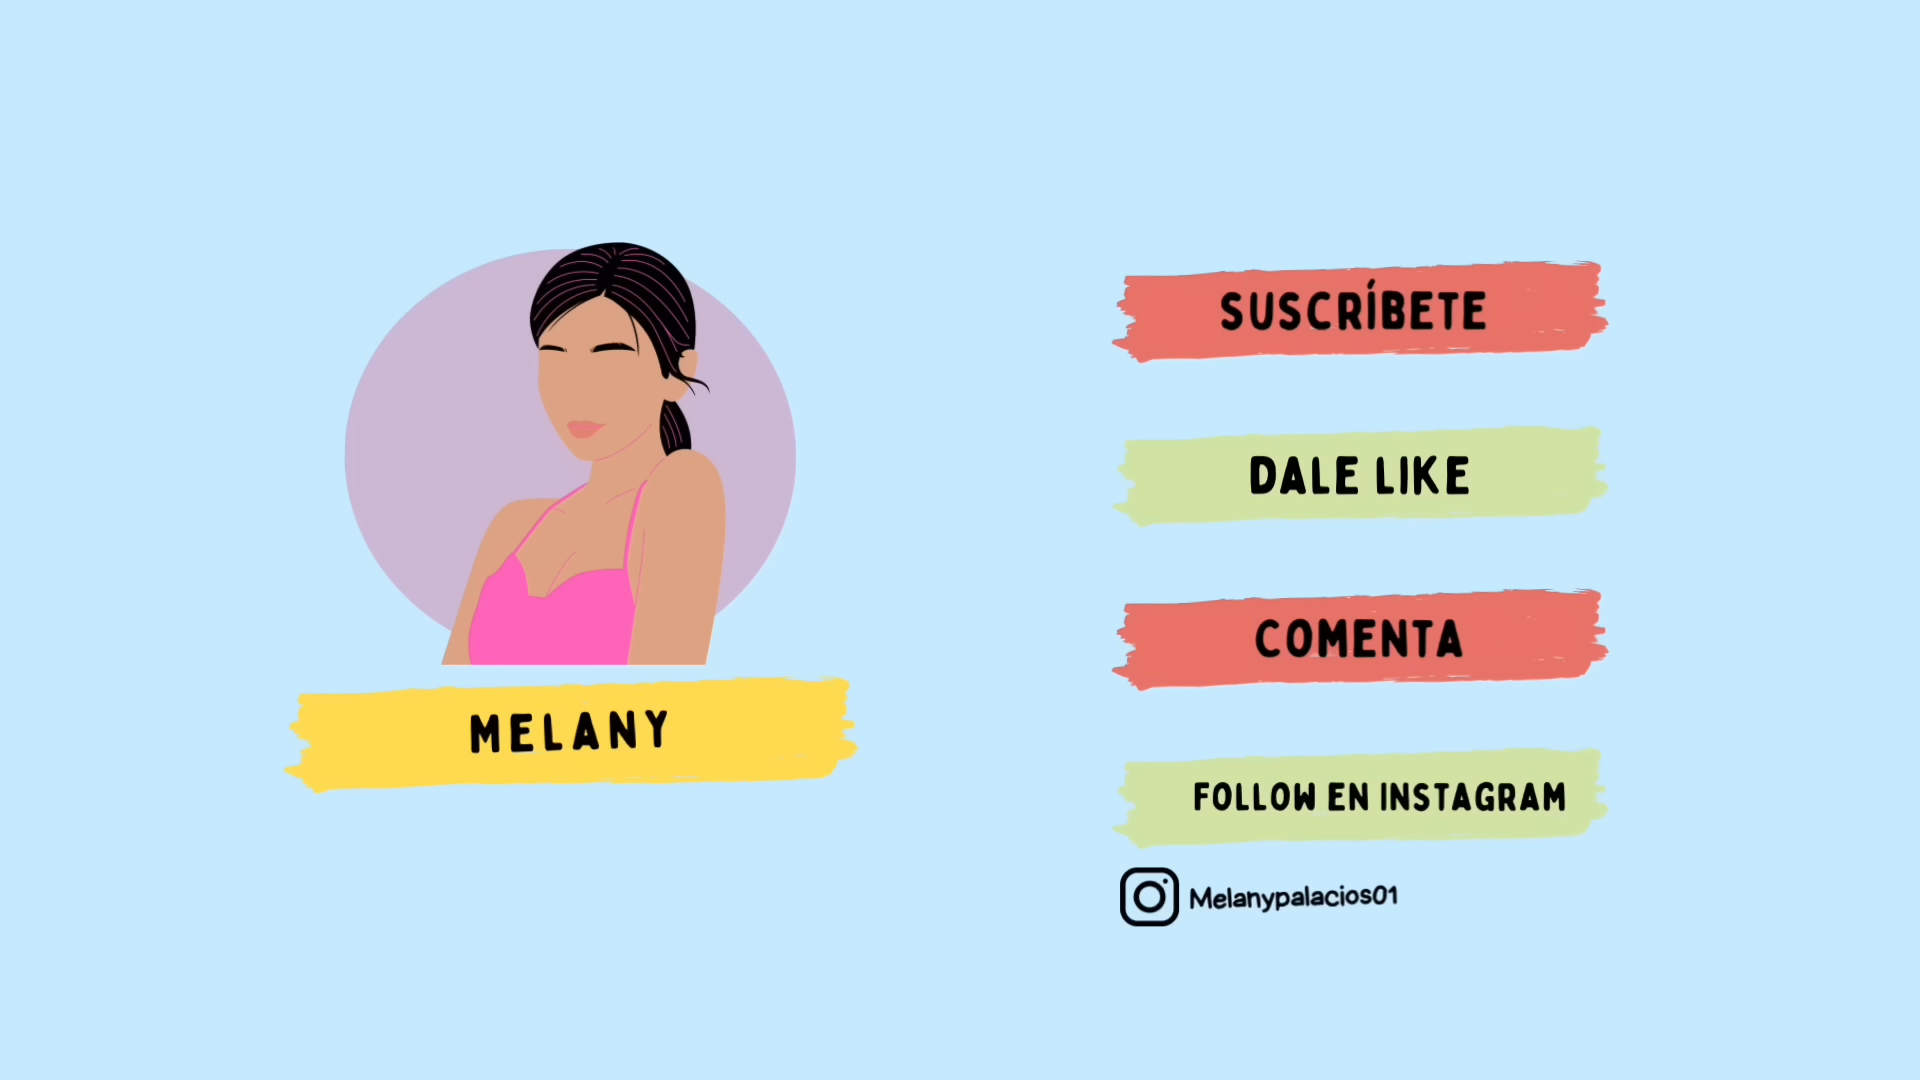 MELANY
SUSCRÍBETE
DALE LIKE
COMENTA
FOLLOW EN INSTAGRAM
Melanypalacios01